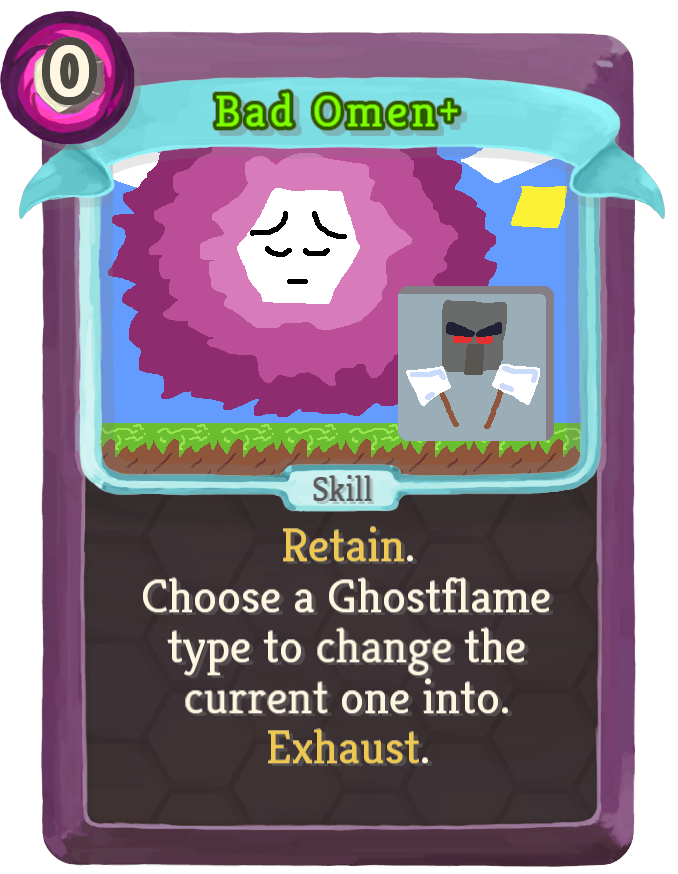 0
Bad Omen+
Skill
Retain.
Choose a Ghostflame
type to change the
current one into.
Exhaust.